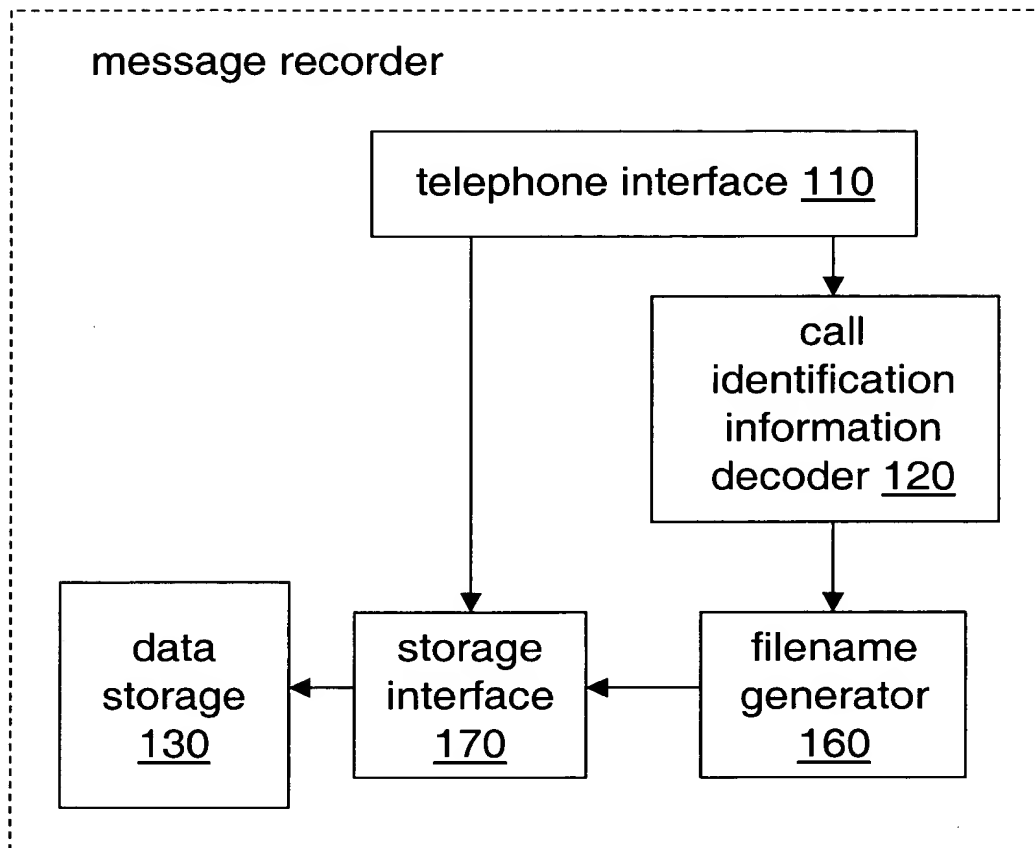 message recorder
telephone interface 110
call
identification
information
decoder 120
data
storage
130
storage
interface
170
filename
generator
160